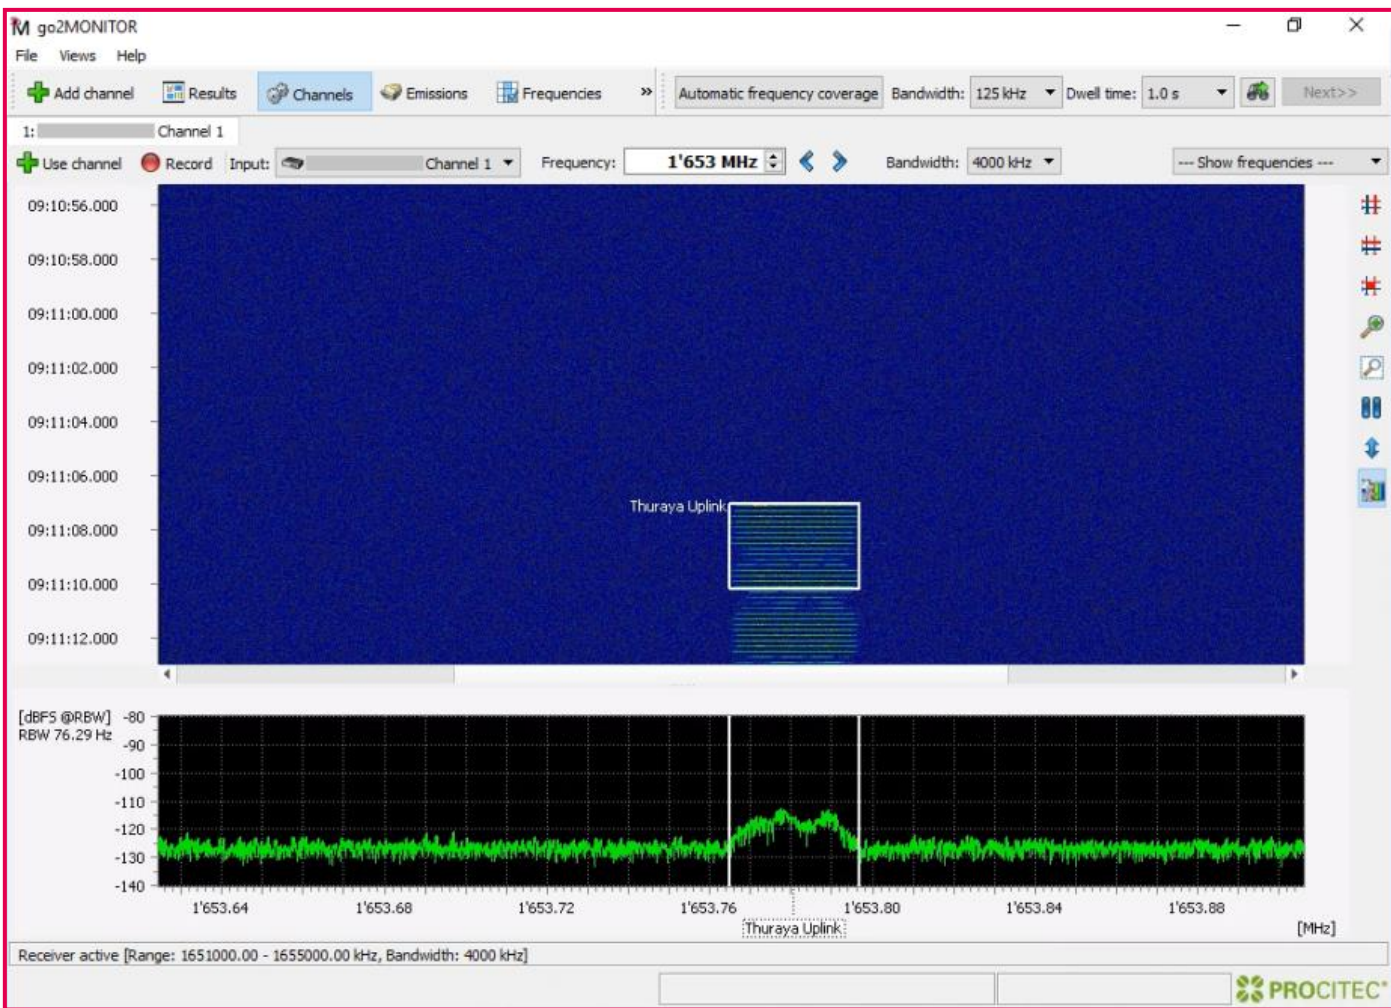 go2MONITOR
File Views Help
Add channel Results Channels Emissions Frequencies » Automatic frequency coverage Bandwidth: 125 kHz Dwell time: 1.0 s Next>>
1: Channel 1
Use channel Record Input: Channel 1 Frequency: 1'653 MHz Bandwidth: 4000 kHz --- Show frequencies ---
09:10:56.000
09:10:58.000
09:11:00.000
09:11:02.000
09:11:04.000
09:11:06.000
Thuraya Uplink
09:11:08.000
09:11:10.000
09:11:12.000
[dBFS @RBW] -80
RBW 76.29 Hz
-90
-100
-110
-120
-130
-140
1'653.64 1'653.68 1'653.72 1'653.76 1'653.80 1'653.84 1'653.88
Thuraya Uplink [MHz]
Receiver active [Range: 1651000.00 - 1655000.00 kHz, Bandwidth: 4000 kHz]
PROCITEC